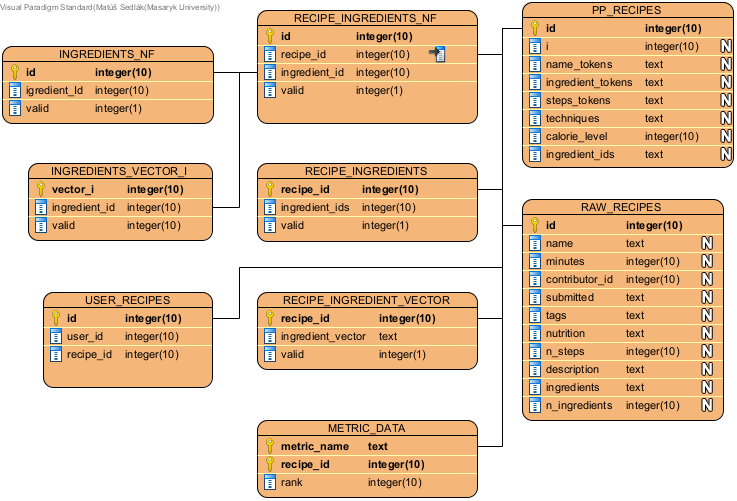 Visual Paradigm Standard(Matúš Sedlák(Masaryk University))
INGREDIENTS_NF
id integer(10)
igredient_Id integer(10)
valid integer(1)
RECIPE_INGREDIENTS_NF
id integer(10)
recipe_id integer(10)
ingredient_id integer(10)
valid integer(1)
PP_RECIPES
id integer(10)
i integer(10) N
name_tokens text N
ingredient_tokens text N
steps_tokens text N
techniques text N
calorie_level integer(10) N
ingredient_ids text N
INGREDIENTS_VECTOR_I
vector_i integer(10)
ingredient_id integer(10)
valid integer(10)
RECIPE_INGREDIENTS
recipe_id integer(10)
ingredient_ids integer(10)
valid integer(1)
RAW_RECIPES
id integer(10)
name text N
minutes integer(10) N
contributor_id integer(10) N
submitted text N
tags text N
nutrition text N
n_steps integer(10) N
description text N
ingredients text N
n_ingredients integer(10) N
USER_RECIPES
id integer(10)
user_id integer(10)
recipe_id integer(10)
RECIPE_INGREDIENT_VECTOR
recipe_id integer(10)
ingredient_vector text
valid integer(1)
METRIC_DATA
metric_name text
recipe_id integer(10)
rank integer(10)